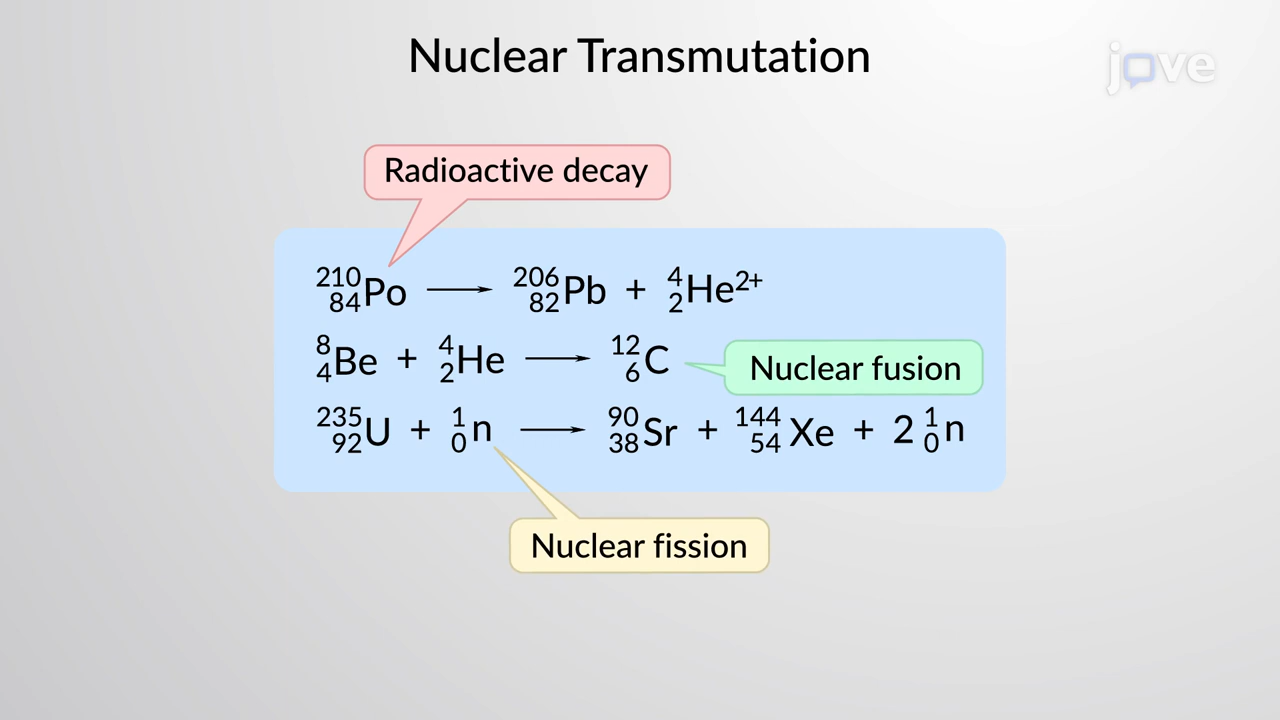 Nuclear Transmutation
jove
Radioactive decay
²¹⁰₈₄Po ⟶ ²⁰⁶₈₂Pb + ⁴₂He²⁺
⁸₄Be + ⁴₂He ⟶ ¹²₆C
Nuclear fusion
²³⁵₉₂U + ¹₀n ⟶ ⁹⁰₃₈Sr + ¹⁴⁴₅₄Xe + 2 ¹₀n
Nuclear fission